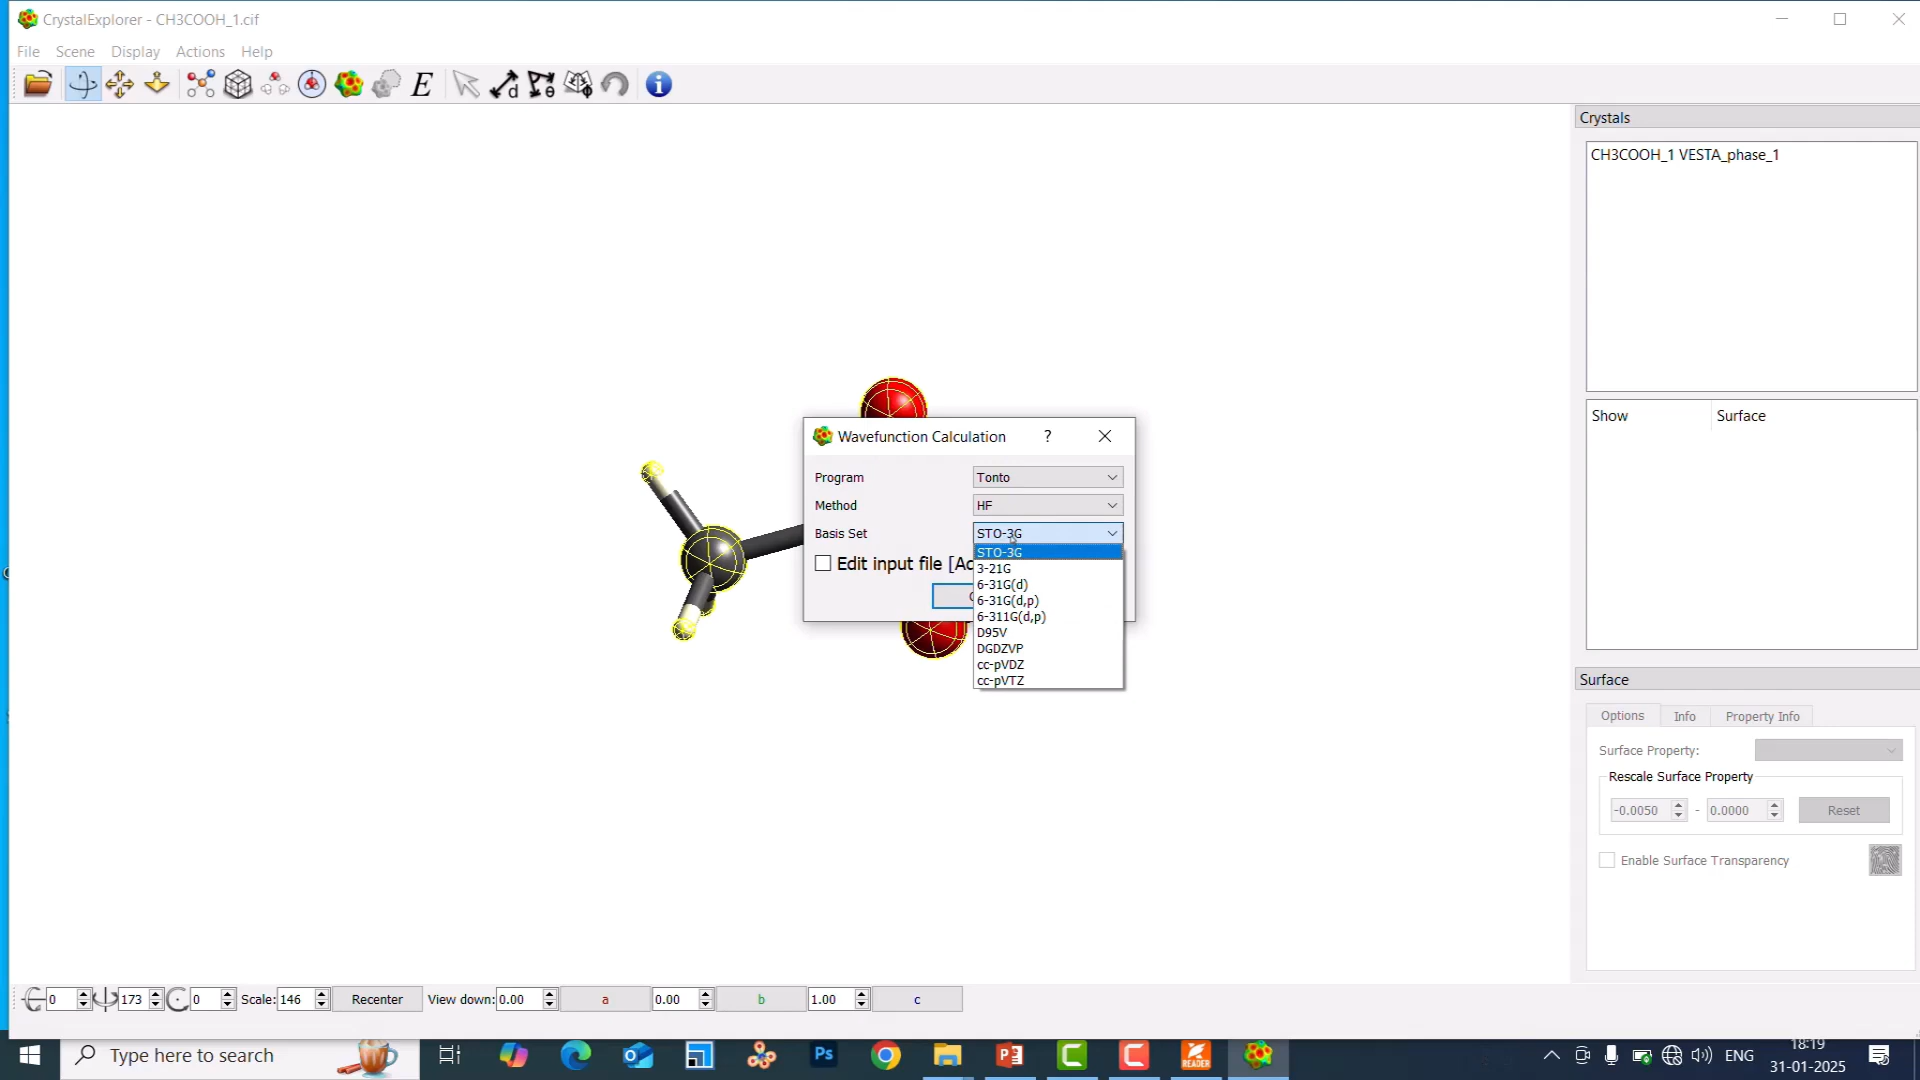 CrystalExplorer - CH3COOH_1.cif
File Scene Display Actions Help
E d θ φ i
Crystals
CH3COOH_1 VESTA_phase_1
Show Surface
Wavefunction Calculation ?
Program Tonto
Method HF
Basis Set STO-3G
STO-3G
Edit input file [Ad
3-21G
6-31G(d)
6-31G(d,p)
6-311G(d,p)
D95V
DGDZVP
cc-pVDZ
cc-pVTZ
Surface
Options Info Property Info
Surface Property:
Rescale Surface Property
-0.0050 - 0.0000 Reset
Enable Surface Transparency
0 173 0 Scale: 146 Recenter View down: 0.00 a 0.00 b 1.00 c
Type here to search
Ps
READER
ENG
18:19
31-01-2025